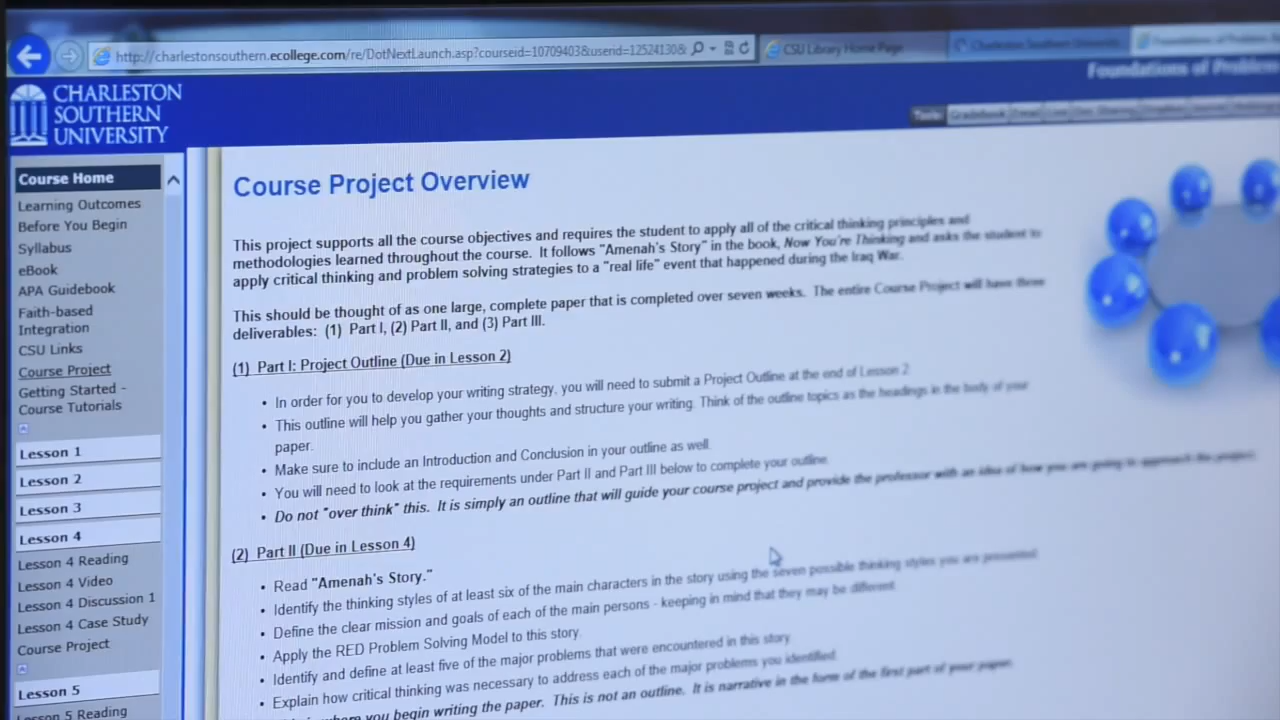 http://charlestonsouthern.ecollege.com/re/DotNextLaunch.asp?courseid=10709403&userid=12524130&
CSU Library Home Page
Charleston Southern University
CHARLESTON
SOUTHERN
UNIVERSITY
Foundations of Problem
Tools:
Gradebook
Course Home
Learning Outcomes
Before You Begin
Syllabus
eBook
APA Guidebook
Faith-based
Integration
CSU Links
Course Project
Getting Started -
Course Tutorials
Lesson 1
Lesson 2
Lesson 3
Lesson 4
Lesson 4 Reading
Lesson 4 Video
Lesson 4 Discussion 1
Lesson 4 Case Study
Course Project
Lesson 5
Lesson 5 Reading
Course Project Overview
This project supports all the course objectives and requires the student to apply all of the critical thinking principles and
methodologies learned throughout the course. It follows "Amenah's Story" in the book, Now You're Thinking and asks the student to
apply critical thinking and problem solving strategies to a "real life" event that happened during the Iraq War.
This should be thought of as one large, complete paper that is completed over seven weeks. The entire Course Project will have three
deliverables: (1) Part I, (2) Part II, and (3) Part III.
(1) Part I: Project Outline (Due in Lesson 2)
• In order for you to develop your writing strategy, you will need to submit a Project Outline at the end of Lesson 2.
• This outline will help you gather your thoughts and structure your writing. Think of the outline topics as the headings in the body of your
paper.
• Make sure to include an Introduction and Conclusion in your outline as well.
• You will need to look at the requirements under Part II and Part III below to complete your outline.
• Do not "over think" this. It is simply an outline that will guide your course project and provide the professor with an idea of how you are going to approach the project.
(2) Part II (Due in Lesson 4)
• Read "Amenah's Story."
• Identify the thinking styles of at least six of the main characters in the story using the seven possible thinking styles you are presented.
• Define the clear mission and goals of each of the main persons - keeping in mind that they may be different.
• Apply the RED Problem Solving Model to this story.
• Identify and define at least five of the major problems that were encountered in this story.
• Explain how critical thinking was necessary to address each of the major problems you identified.
where you begin writing the paper. This is not an outline. It is narrative in the form of the first part of your paper.